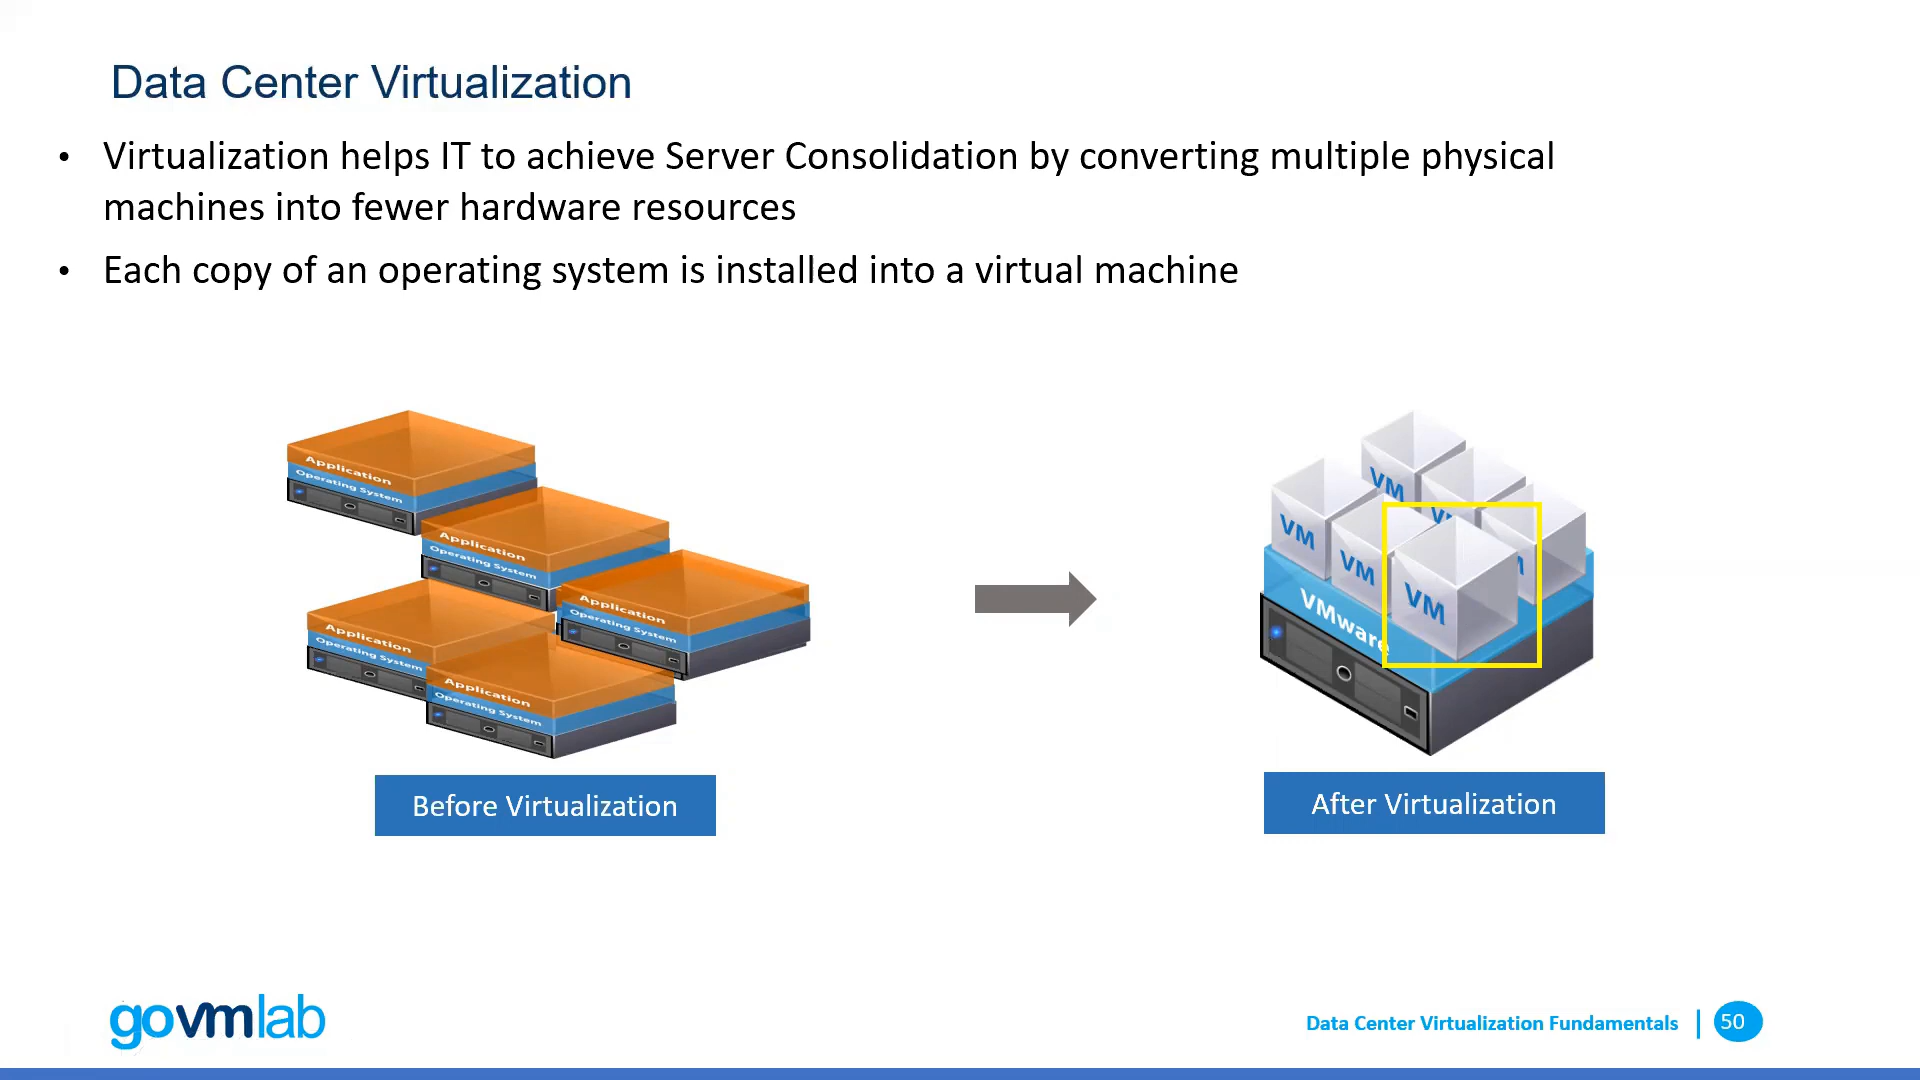 Data Center Virtualization
• Virtualization helps IT to achieve Server Consolidation by converting multiple physical
machines into fewer hardware resources
• Each copy of an operating system is installed into a virtual machine
Application
Operating System
Application
Operating System
Application
Operating System
Application
Operating System
Application
Operating System
VM
VM
VM
VM
VM
VMware
Before Virtualization
After Virtualization
govmlab
Data Center Virtualization Fundamentals
50